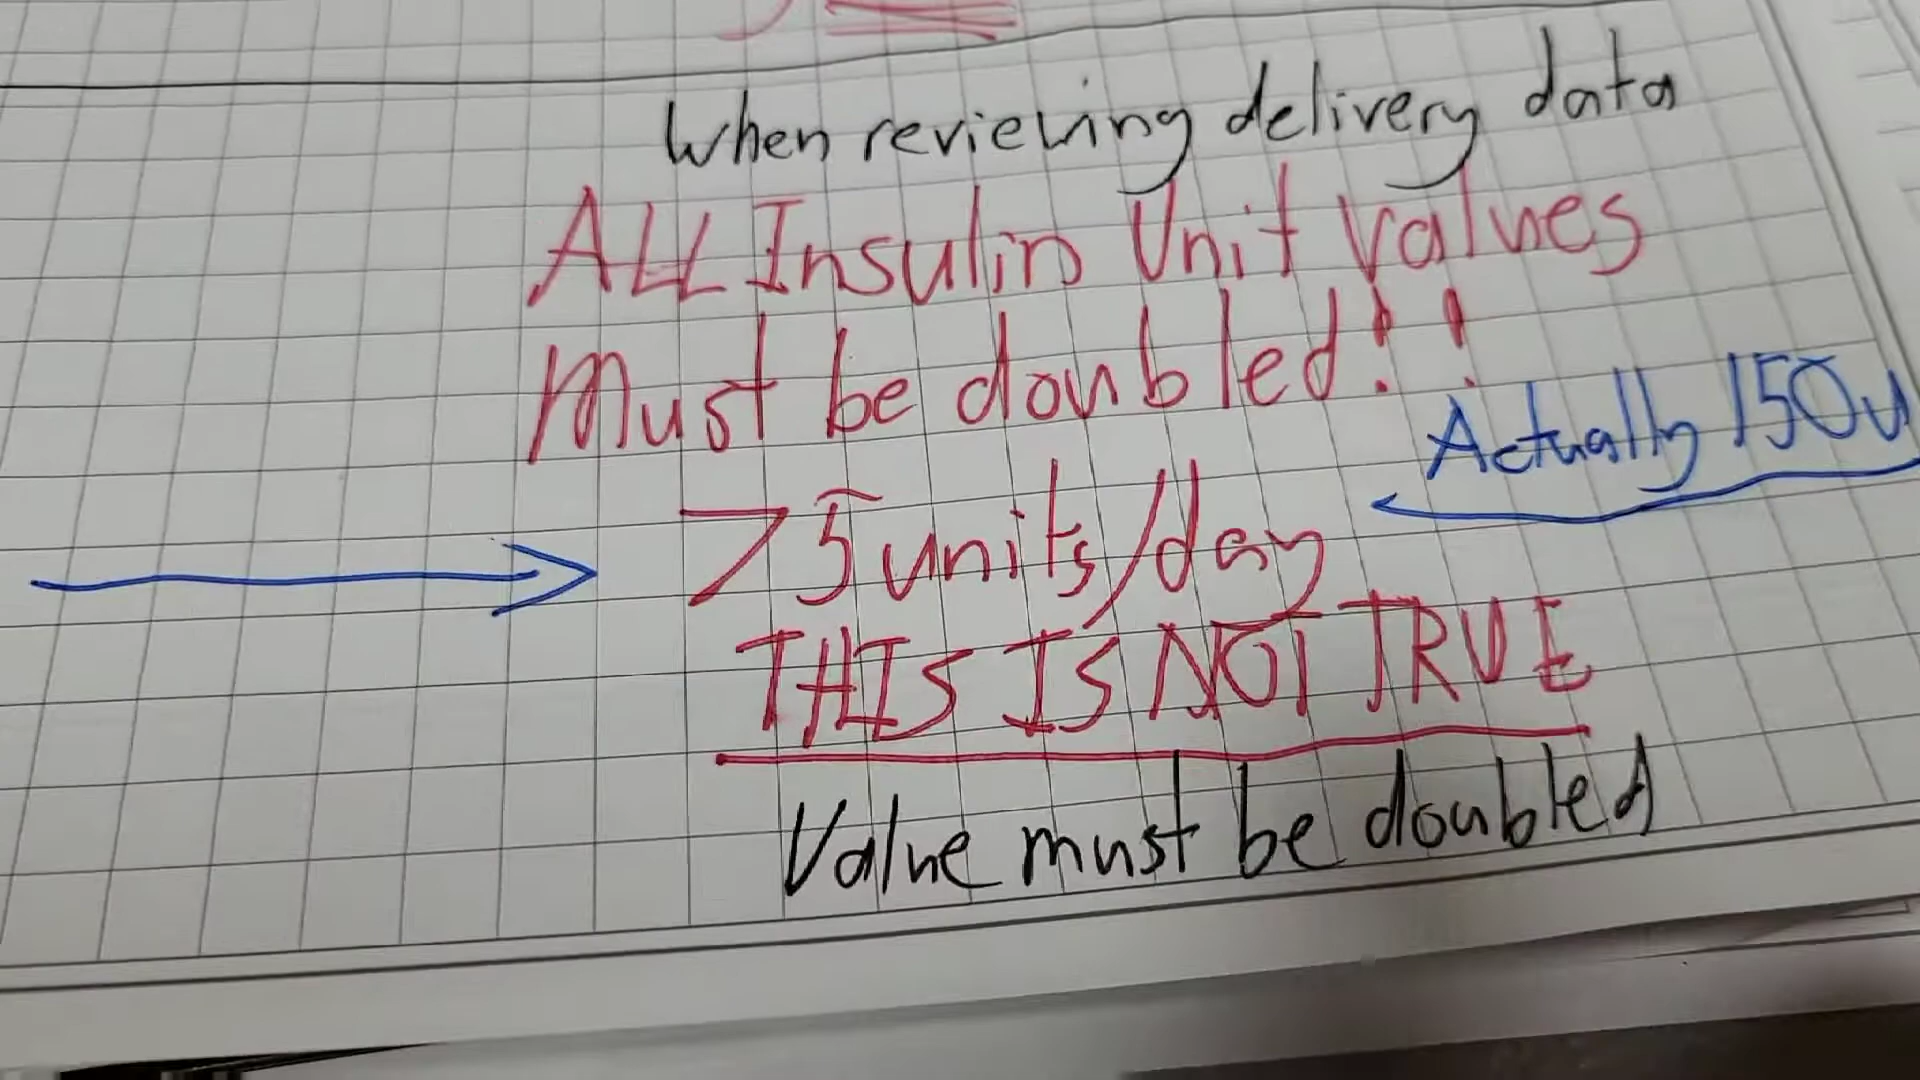 When reviewing delivery data
ALL Insulin Unit values
Must be doubled!!
Actually 150u
75 units/day
THIS IS NOT TRUE
Value must be doubled